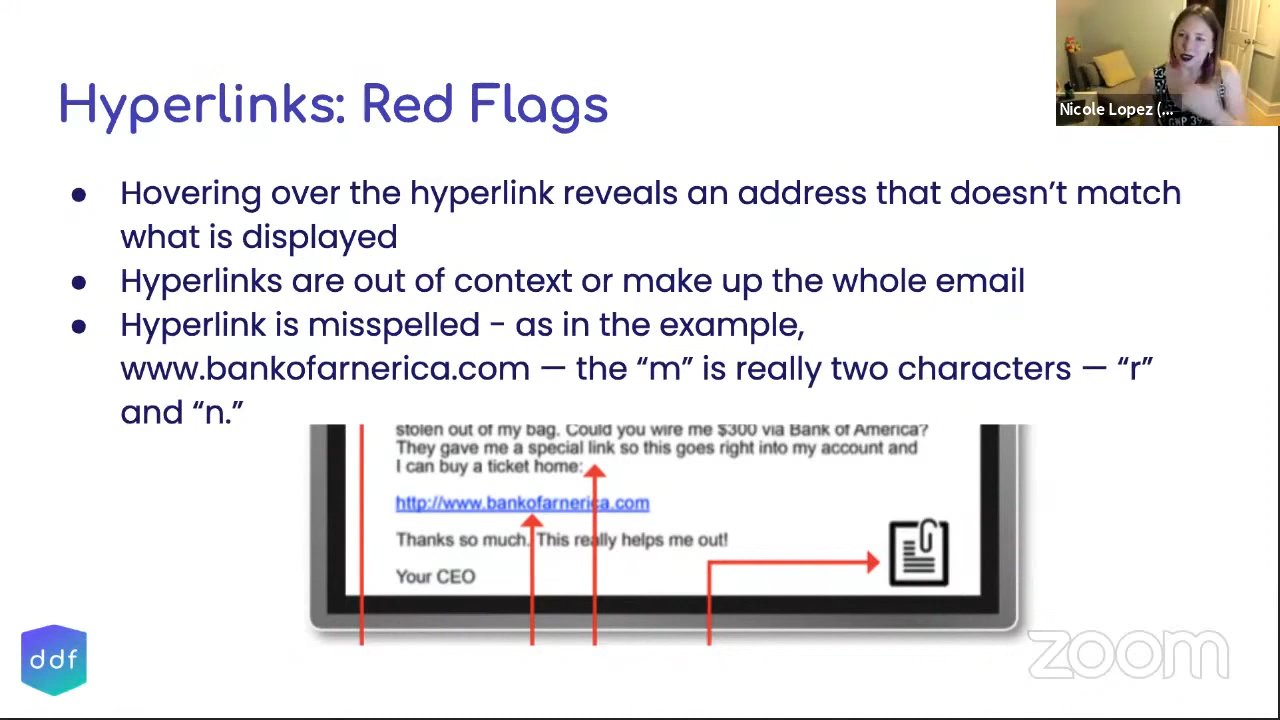 Hyperlinks: Red Flags
Nicole Lopez (...
● Hovering over the hyperlink reveals an address that doesn’t match
what is displayed
● Hyperlinks are out of context or make up the whole email
● Hyperlink is misspelled - as in the example,
www.bankofarnerica.com — the “m” is really two characters — “r”
and “n.”
stolen out of my bag. Could you wire me $300 via Bank of America?
They gave me a special link so this goes right into my account and
I can buy a ticket home:
http://www.bankofarnerica.com
Thanks so much. This really helps me out!
Your CEO
ddf
zoom